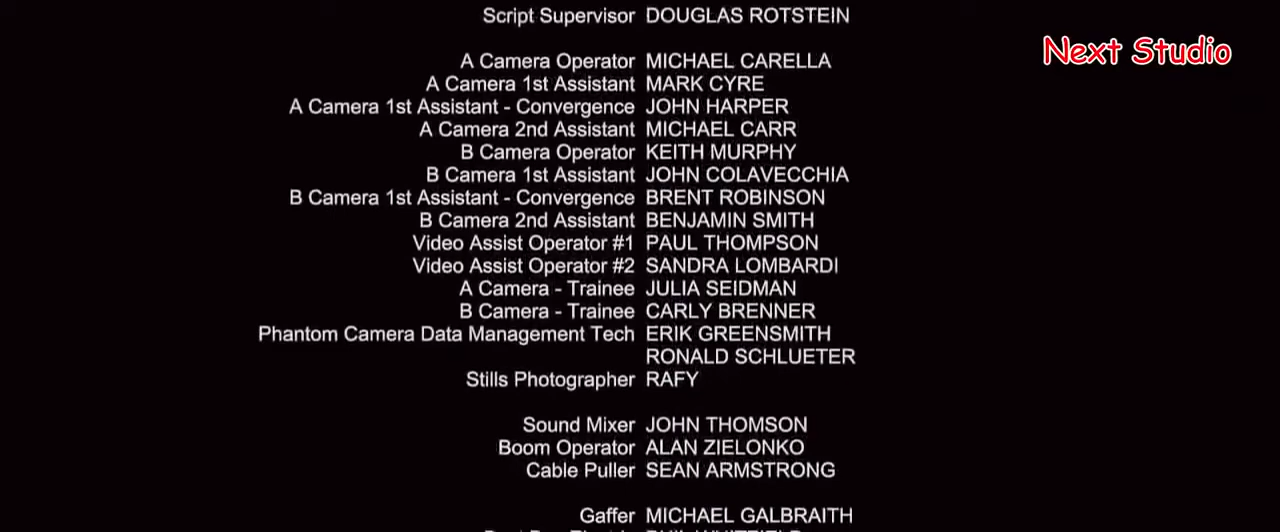 Script Supervisor DOUGLAS ROTSTEIN
Next Studio
A Camera Operator MICHAEL CARELLA
A Camera 1st Assistant MARK CYRE
A Camera 1st Assistant - Convergence JOHN HARPER
A Camera 2nd Assistant MICHAEL CARR
B Camera Operator KEITH MURPHY
B Camera 1st Assistant JOHN COLAVECCHIA
B Camera 1st Assistant - Convergence BRENT ROBINSON
B Camera 2nd Assistant BENJAMIN SMITH
Video Assist Operator #1 PAUL THOMPSON
Video Assist Operator #2 SANDRA LOMBARDI
A Camera - Trainee JULIA SEIDMAN
B Camera - Trainee CARLY BRENNER
Phantom Camera Data Management Tech ERIK GREENSMITH
RONALD SCHLUETER
Stills Photographer RAFY
Sound Mixer JOHN THOMSON
Boom Operator ALAN ZIELONKO
Cable Puller SEAN ARMSTRONG
Gaffer MICHAEL GALBRAITH